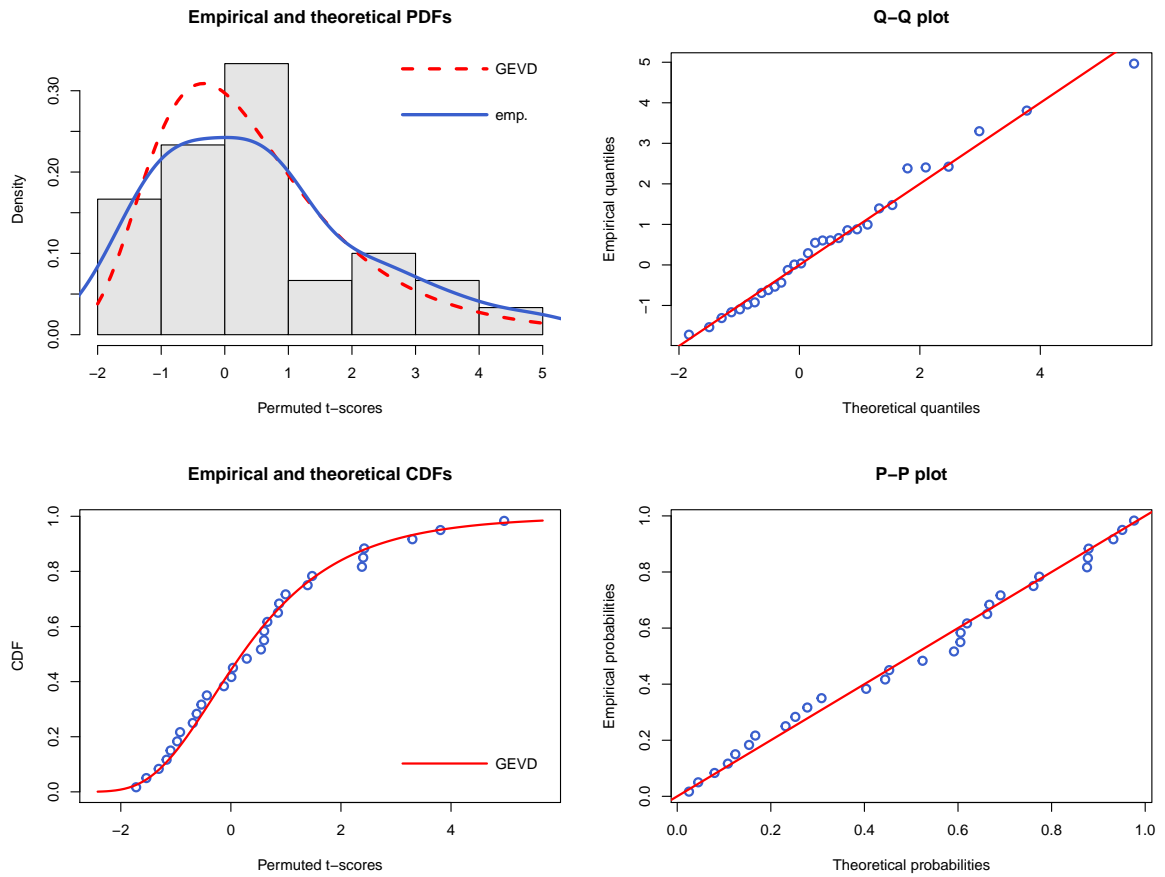 Empirical and theoretical PDFs
Density
0.00 0.10 0.20 0.30
GEVD
emp.
−2 −1 0 1 2 3 4 5
Permuted t−scores
Q−Q plot
Empirical quantiles
−1 0 1 2 3 4 5
−2 0 2 4
Theoretical quantiles
Empirical and theoretical CDFs
CDF
0.0 0.2 0.4 0.6 0.8 1.0
GEVD
−2 0 2 4
Permuted t−scores
P−P plot
Empirical probabilities
0.0 0.2 0.4 0.6 0.8 1.0
0.0 0.2 0.4 0.6 0.8 1.0
Theoretical probabilities